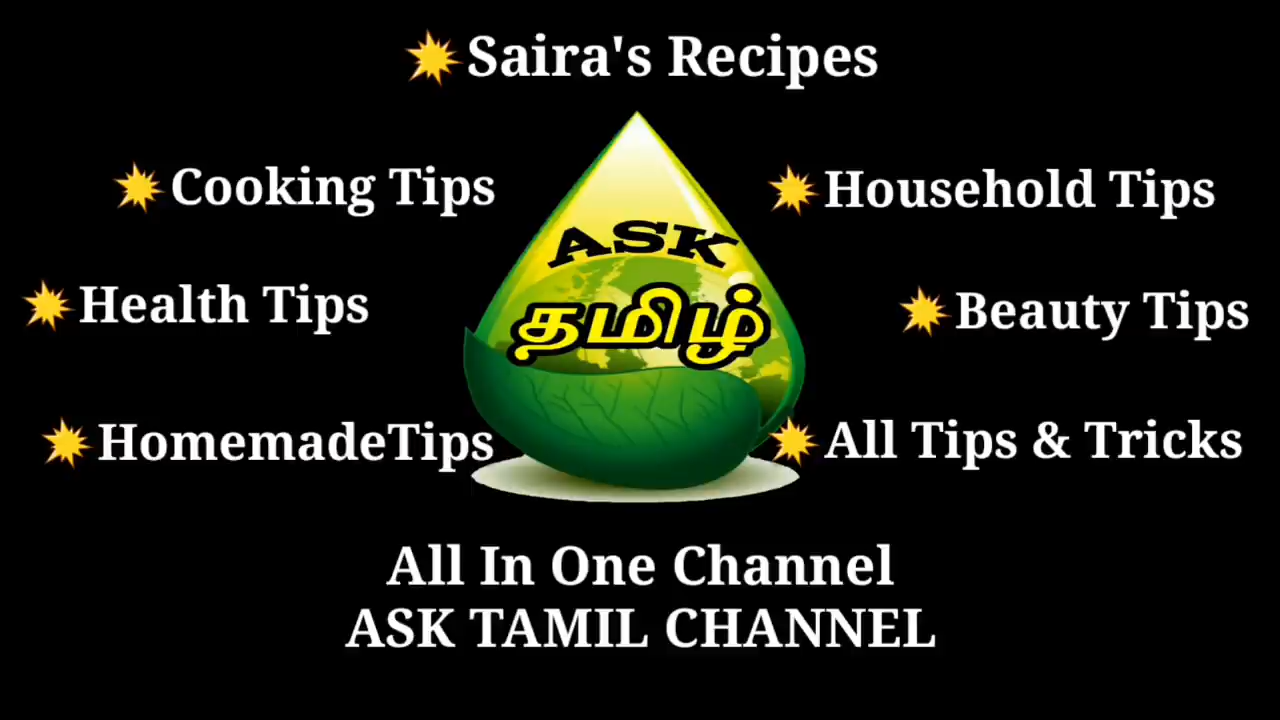 Saira's Recipes
Cooking Tips
Household Tips
ASK
தமிழ்
Health Tips
Beauty Tips
HomemadeTips
All Tips & Tricks
All In One Channel
ASK TAMIL CHANNEL